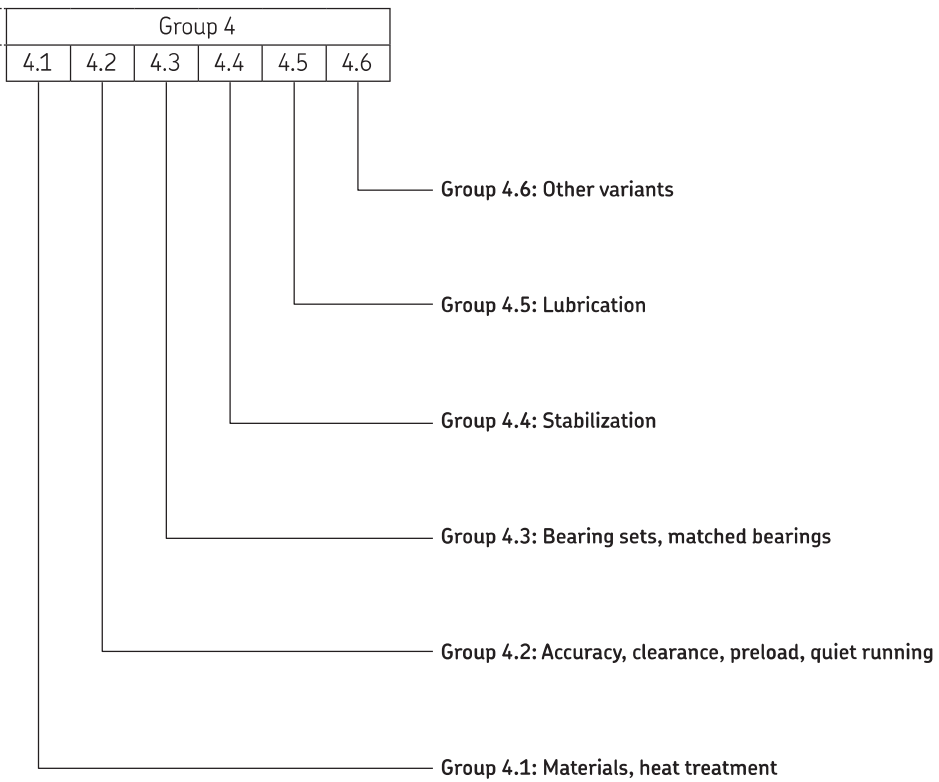 Group 4
4.1 4.2 4.3 4.4 4.5 4.6
Group 4.6: Other variants
Group 4.5: Lubrication
Group 4.4: Stabilization
Group 4.3: Bearing sets, matched bearings
Group 4.2: Accuracy, clearance, preload, quiet running
Group 4.1: Materials, heat treatment